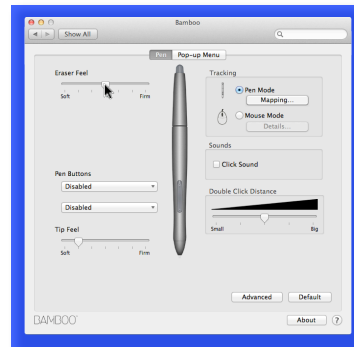 Bamboo
Show All
Pen Pop-up Menu
Eraser Feel
Soft Firm
Tracking
Pen Mode
Mapping...
Mouse Mode
Details...
Sounds
Click Sound
Pen Buttons
Disabled
Disabled
Double Click Distance
Small Big
Tip Feel
Soft Firm
Advanced Default
BAMBOO
About ?